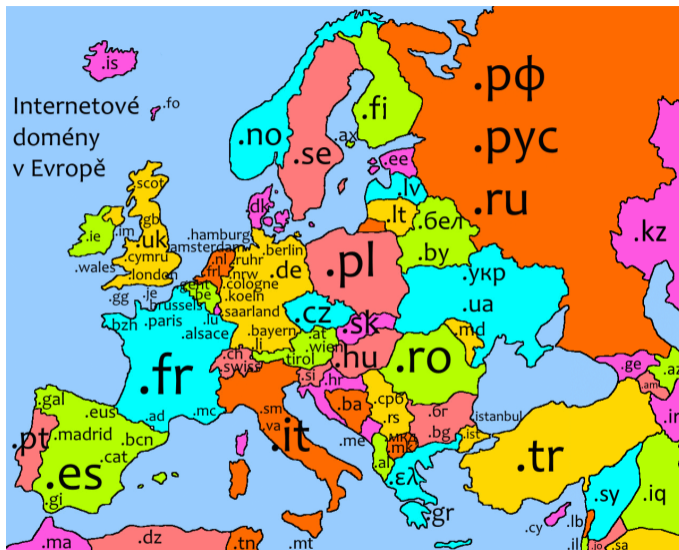 Internetové
domény
v Evropě
.is
.fo
.no
.se
.fi
.ax
.рф
.рус
.ru
.ee
.lv
.lt
.бел
.by
.kz
.scot
.gb
.im
.ie
.uk
.cymru
.wales
.london
.gg
.je
.dk
.hamburg
.amsterdam
.nl
.frl
.berlin
.ruhr
.nrw
.de
.cologne
.koeln
.saarland
.bayern
.li
.gent
.be
.brussels
.lu
.bzh
.paris
.alsace
.fr
.pl
.cz
.sk
.укр
.ua
.md
.at
.wien
.tirol
.hu
.ro
.ch
.swiss
.si
.hr
.ba
.срб
.rs
.me
.бг
.bg
.мкд
.mk
.al
.ελ
.gr
.istanbul
.ist
.tr
.ge
.am
.az
.ir
.gal
.eus
.ad
.mc
.pt
.madrid
.bcn
.cat
.es
.gi
.sm
.va
.it
.mt
.ma
.dz
.tn
.cy
.sy
.iq
.lb
.il
.jo
.sa